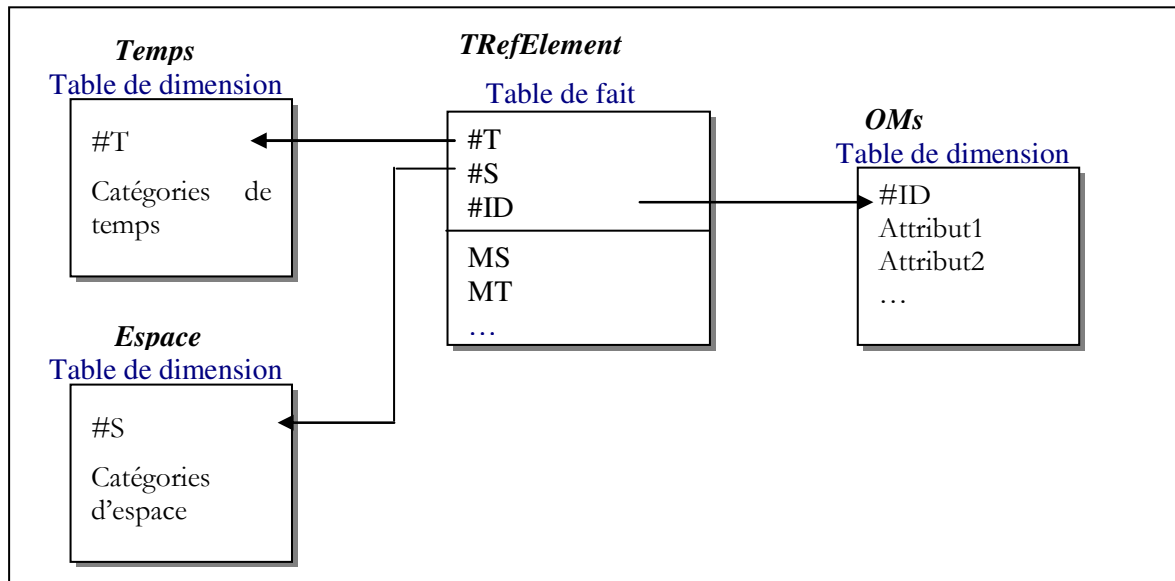 Temps
Table de dimension
#T
Catégories de
temps
TRefElement
Table de fait
#T
#S
#ID
MS
MT
…
OMs
Table de dimension
#ID
Attribut1
Attribut2
…
Espace
Table de dimension
#S
Catégories
d'espace